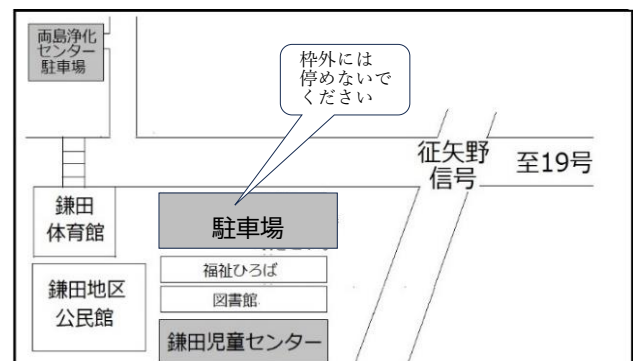 両島浄化
センター
駐車場
枠外には
停めないで
ください
征矢野
信号
至19号
鎌田
体育館
駐車場
福祉ひろば
図書館
鎌田地区
公民館
鎌田児童センター